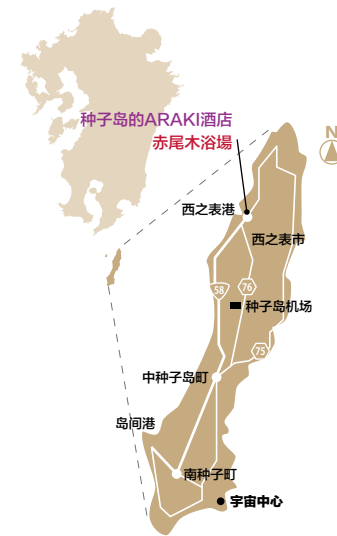 种子岛的ARAKI酒店
赤尾木浴場
N
西之表港
西之表市
58
76
种子岛机场
75
中种子岛町
岛间港
南种子町
宇宙中心